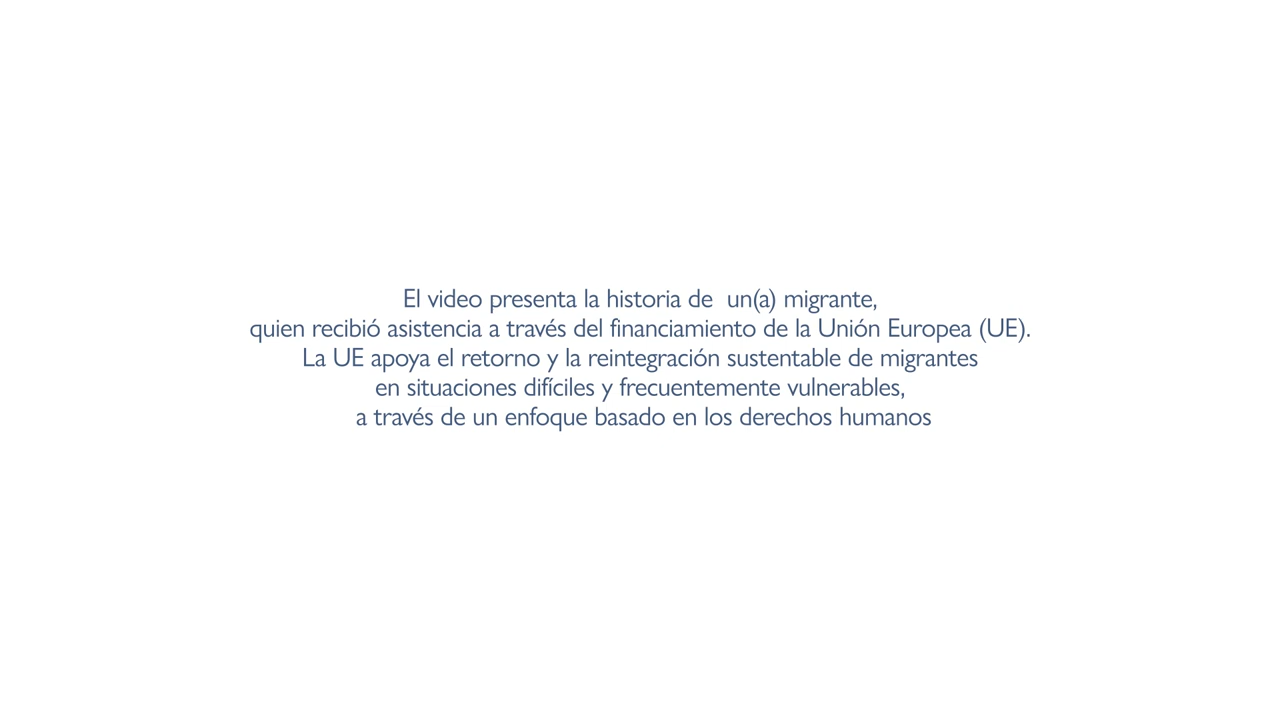 El video presenta la historia de  un(a) migrante,
quien recibió asistencia a través del financiamiento de la Unión Europea (UE).
La UE apoya el retorno y la reintegración sustentable de migrantes
en situaciones difíciles y frecuentemente vulnerables,
a través de un enfoque basado en los derechos humanos